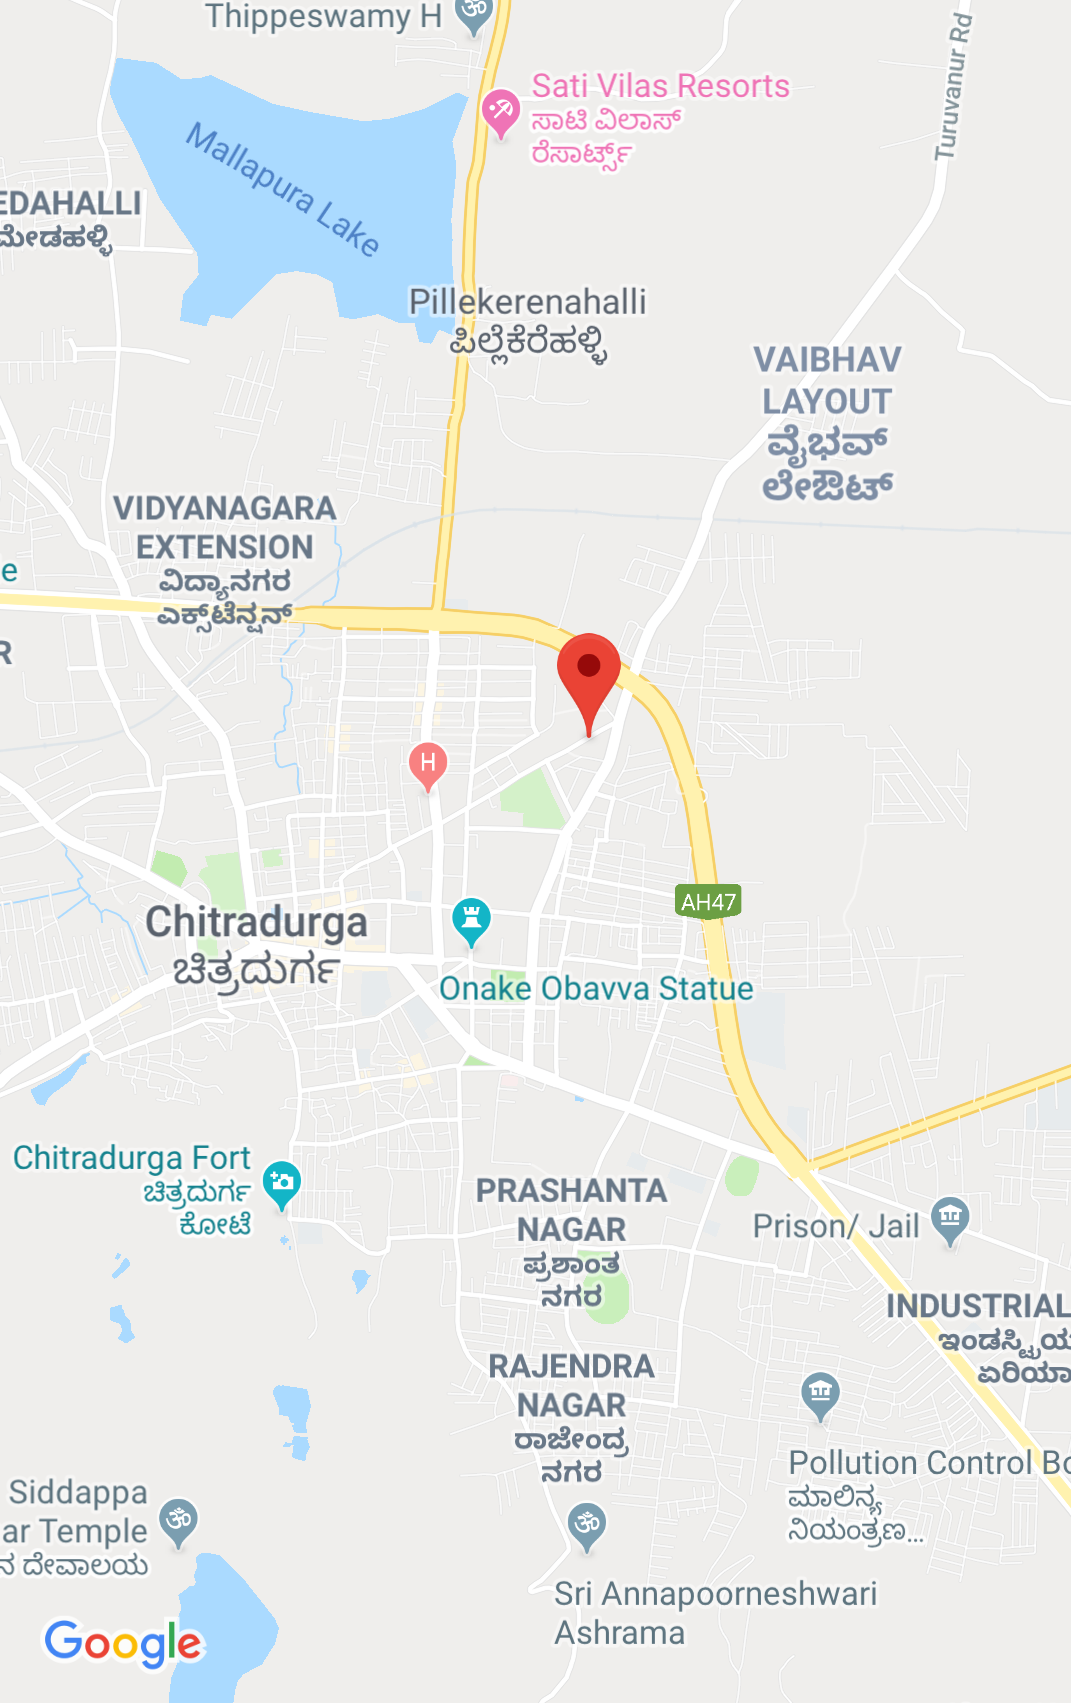 Thippeswamy H
Sati Vilas Resorts
ಸಾಟಿ ವಿಲಾಸ್
ರೆಸಾರ್ಟ್ಸ್
Turuvanur Rd
Mallapura Lake
EDAHALLI
ಮೇಡಹಳ್ಳಿ
Pillekerenahalli
ಪಿಲ್ಲೆಕೆರೆಹಳ್ಳಿ
VAIBHAV
LAYOUT
ವೈಭವ್
ಲೇಔಟ್
VIDYANAGARA
EXTENSION
ವಿದ್ಯಾನಗರ
ಎಕ್ಸ್‌ಟೆನ್ಷನ್
e
R
H
AH47
Chitradurga
ಚಿತ್ರದುರ್ಗ
Onake Obavva Statue
Chitradurga Fort
ಚಿತ್ರದುರ್ಗ
ಕೋಟೆ
PRASHANTA
NAGAR
ಪ್ರಶಾಂತ
ನಗರ
Prison/ Jail
INDUSTRIAL
ಇಂಡಸ್ಟ್ರಿಯ
ಏರಿಯಾ
RAJENDRA
NAGAR
ರಾಜೇಂದ್ರ
ನಗರ
Pollution Control Bo
ಮಾಲಿನ್ಯ
ನಿಯಂತ್ರಣ...
Siddappa
ar Temple
ನ ದೇವಾಲಯ
Sri Annapoorneshwari
Ashrama
Google